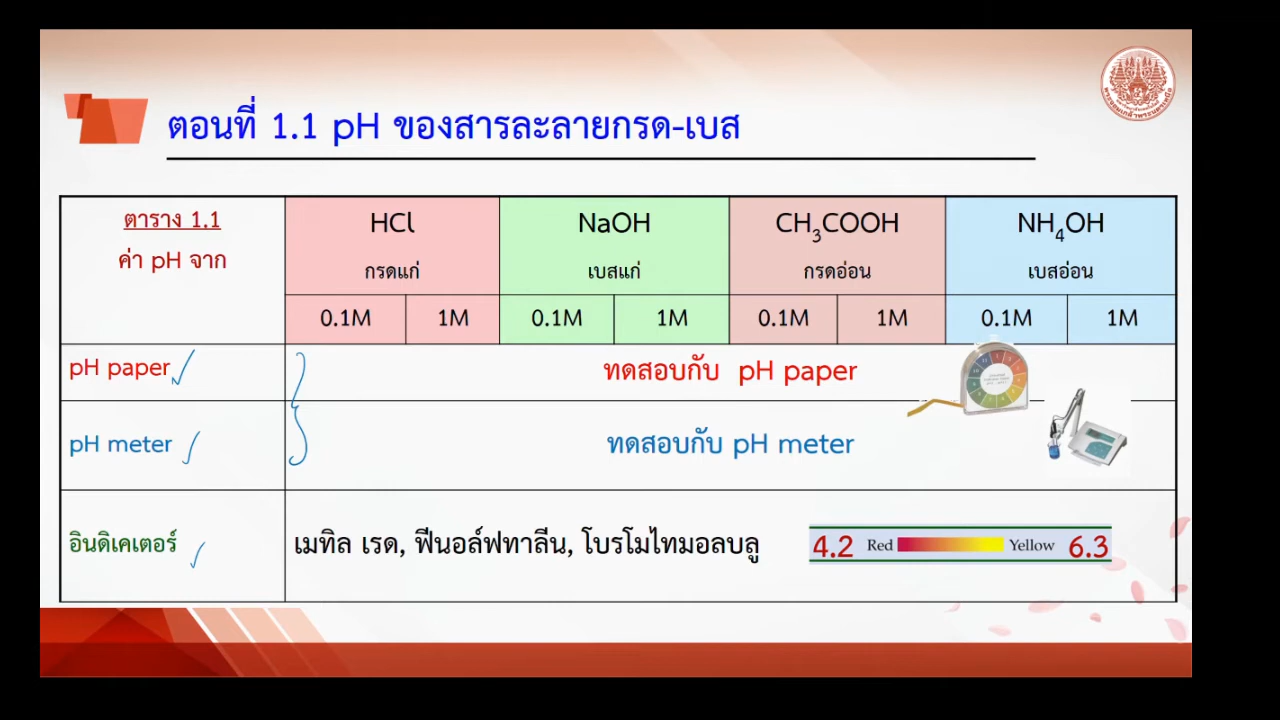 ตอนที่ 1.1 pH ของสารละลายกรด-เบส
ตาราง 1.1
ค่า pH จาก
HCl
กรดแก่
NaOH
เบสแก่
CH₃COOH
กรดอ่อน
NH₄OH
เบสอ่อน
0.1M 1M 0.1M 1M 0.1M 1M 0.1M 1M
pH paper
ทดสอบกับ pH paper
pH meter
ทดสอบกับ pH meter
อินดิเคเตอร์
เมทิล เรด, ฟีนอล์ฟทาลีน, โบรโมไทมอลบลู
4.2 Red Yellow 6.3